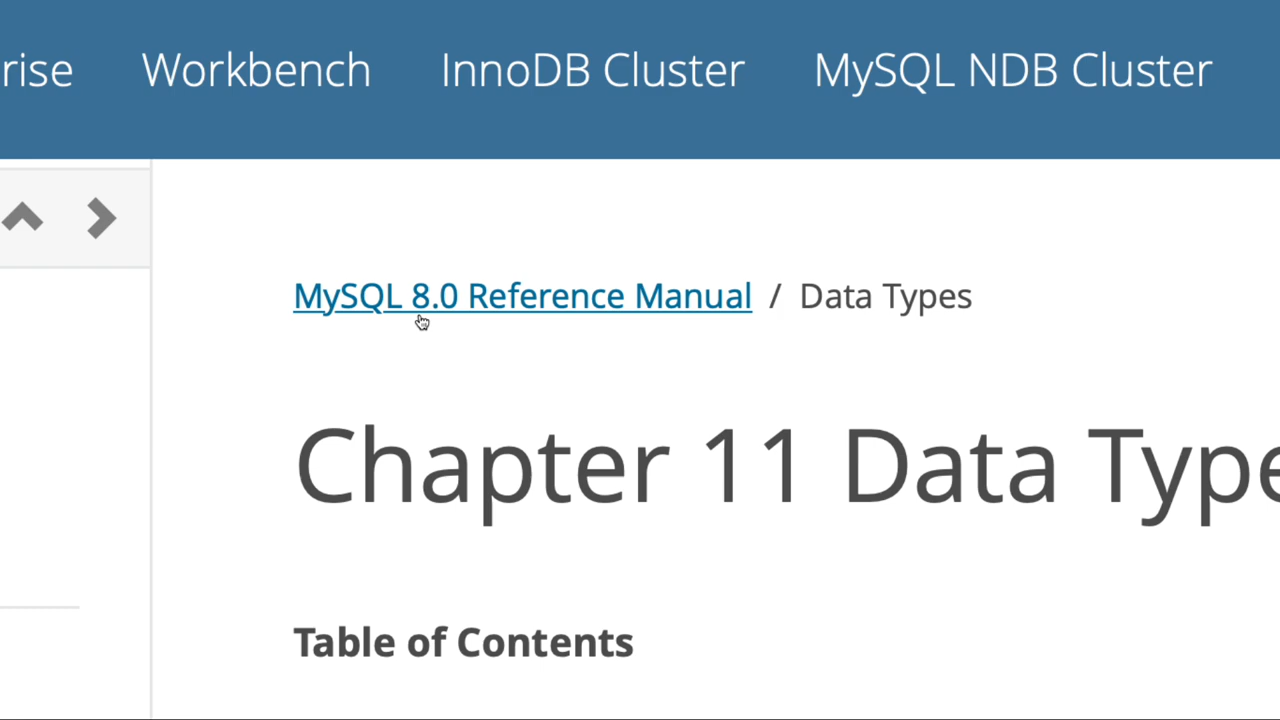 rise Workbench InnoDB Cluster MySQL NDB Cluster
MySQL 8.0 Reference Manual / Data Types
Chapter 11 Data Type
Table of Contents